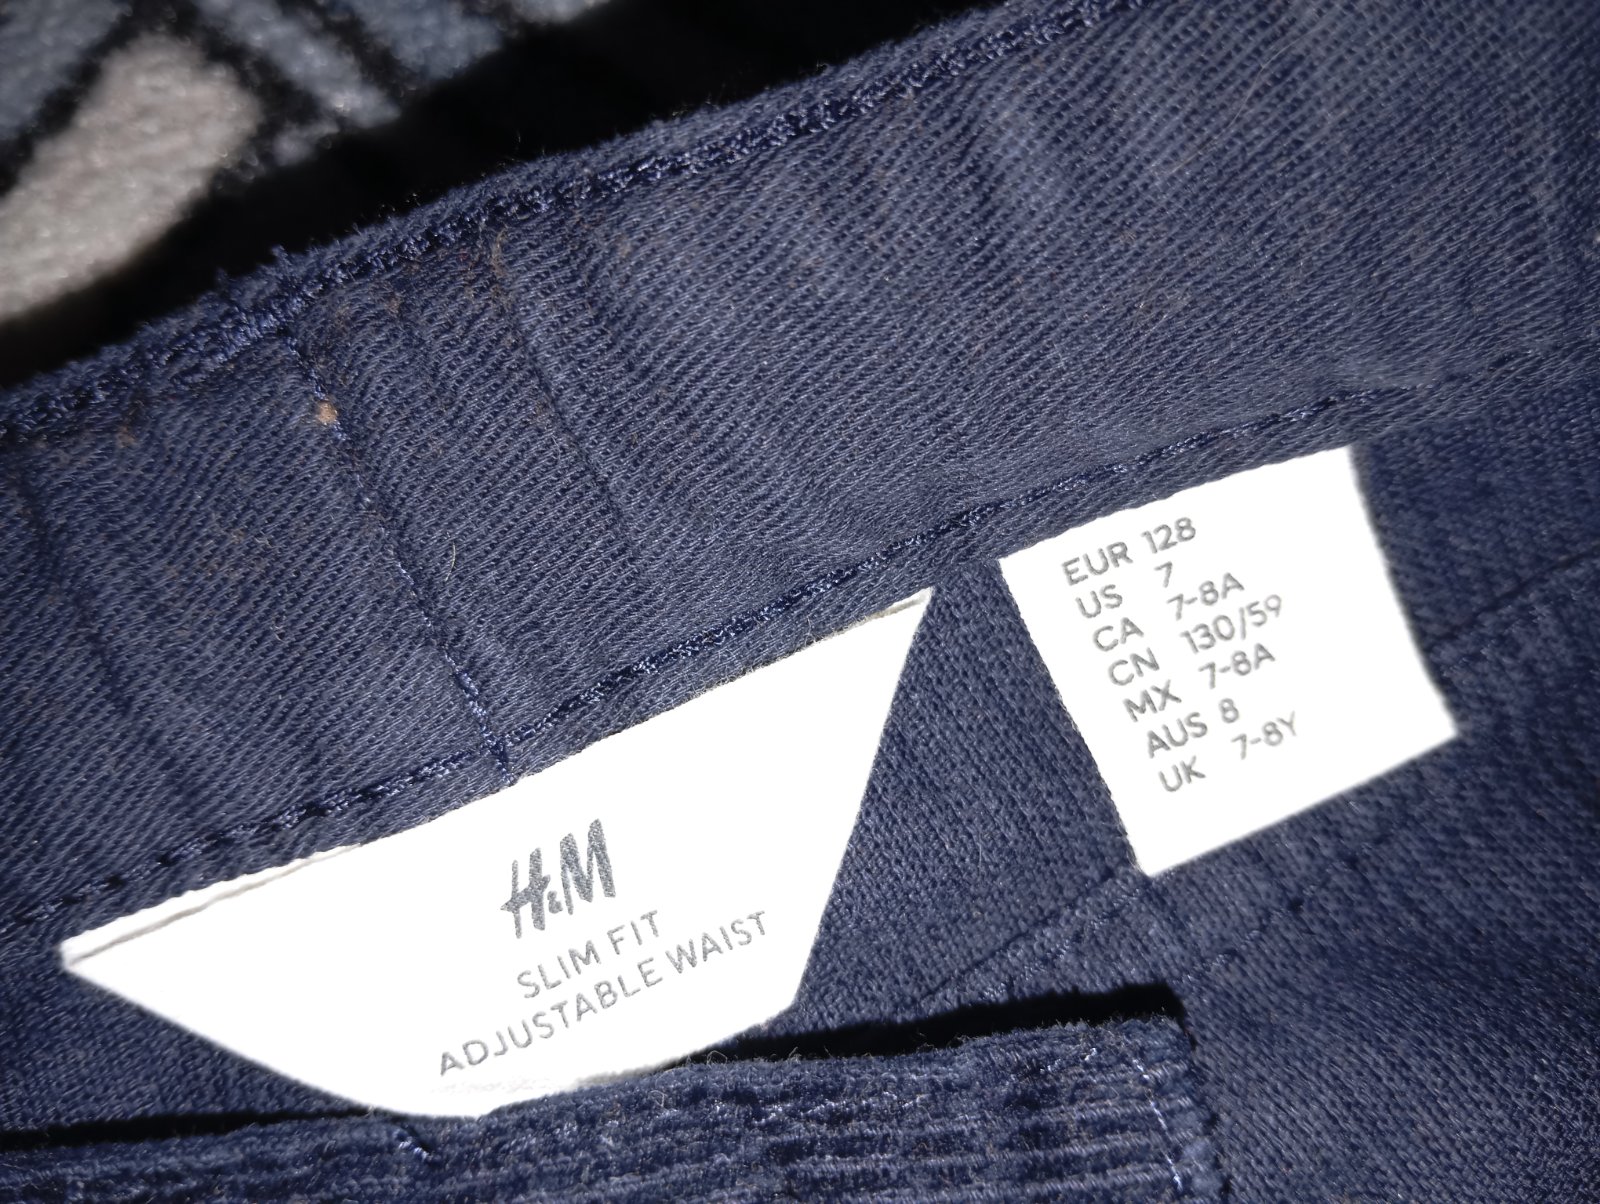 H&M
SLIM FIT
ADJUSTABLE WAIST
EUR 128
US 7
CA 7-8A
CN 130/59
MX 7-8A
AUS 8
UK 7-8Y